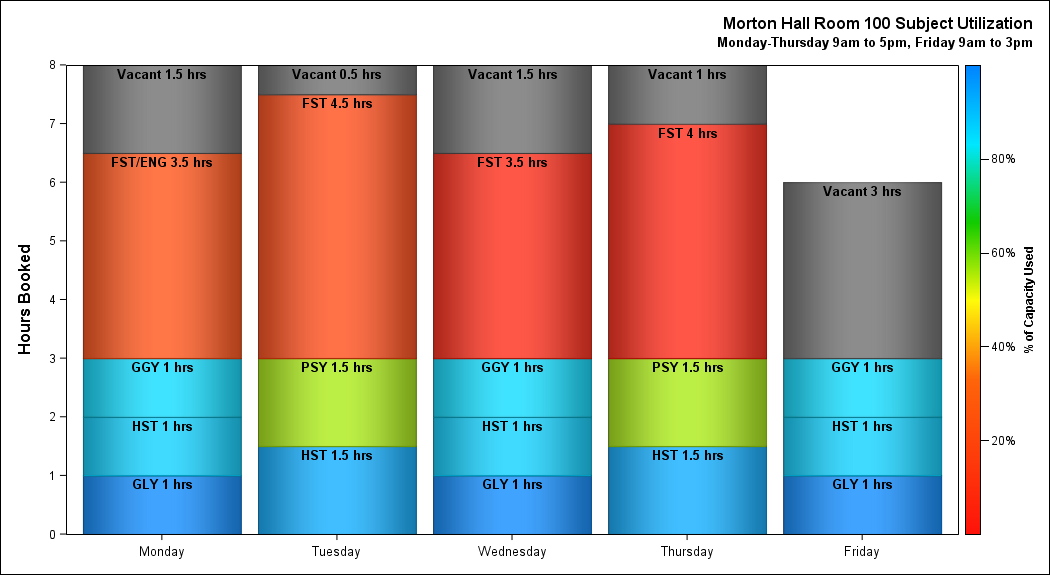 Morton Hall Room 100 Subject Utilization
Monday-Thursday 9am to 5pm, Friday 9am to 3pm
Hours Booked
8
7
6
5
4
3
2
1
0
Vacant 1.5 hrs
FST/ENG 3.5 hrs
GGY 1 hrs
HST 1 hrs
GLY 1 hrs
Vacant 0.5 hrs
FST 4.5 hrs
PSY 1.5 hrs
HST 1.5 hrs
Vacant 1.5 hrs
FST 3.5 hrs
GGY 1 hrs
HST 1 hrs
GLY 1 hrs
Vacant 1 hrs
FST 4 hrs
PSY 1.5 hrs
HST 1.5 hrs
Vacant 3 hrs
GGY 1 hrs
HST 1 hrs
GLY 1 hrs
Monday
Tuesday
Wednesday
Thursday
Friday
80%
60%
40%
20%
% of Capacity Used